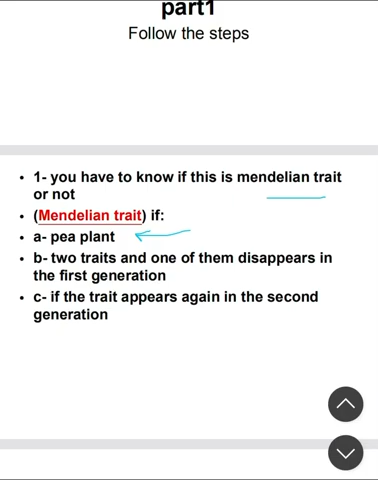 part1
Follow the steps
• 1- you have to know if this is mendelian trait
or not
• (Mendelian trait) if:
• a- pea plant
• b- two traits and one of them disappears in
the first generation
• c- if the trait appears again in the second
generation